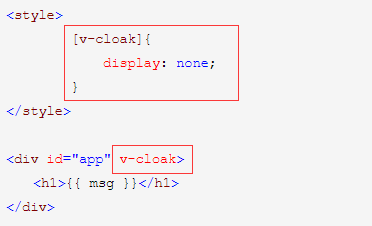 <style>
[v-cloak]{
display: none;
}
</style>
<div id="app" v-cloak>
<h1>{{ msg }}</h1>
</div>